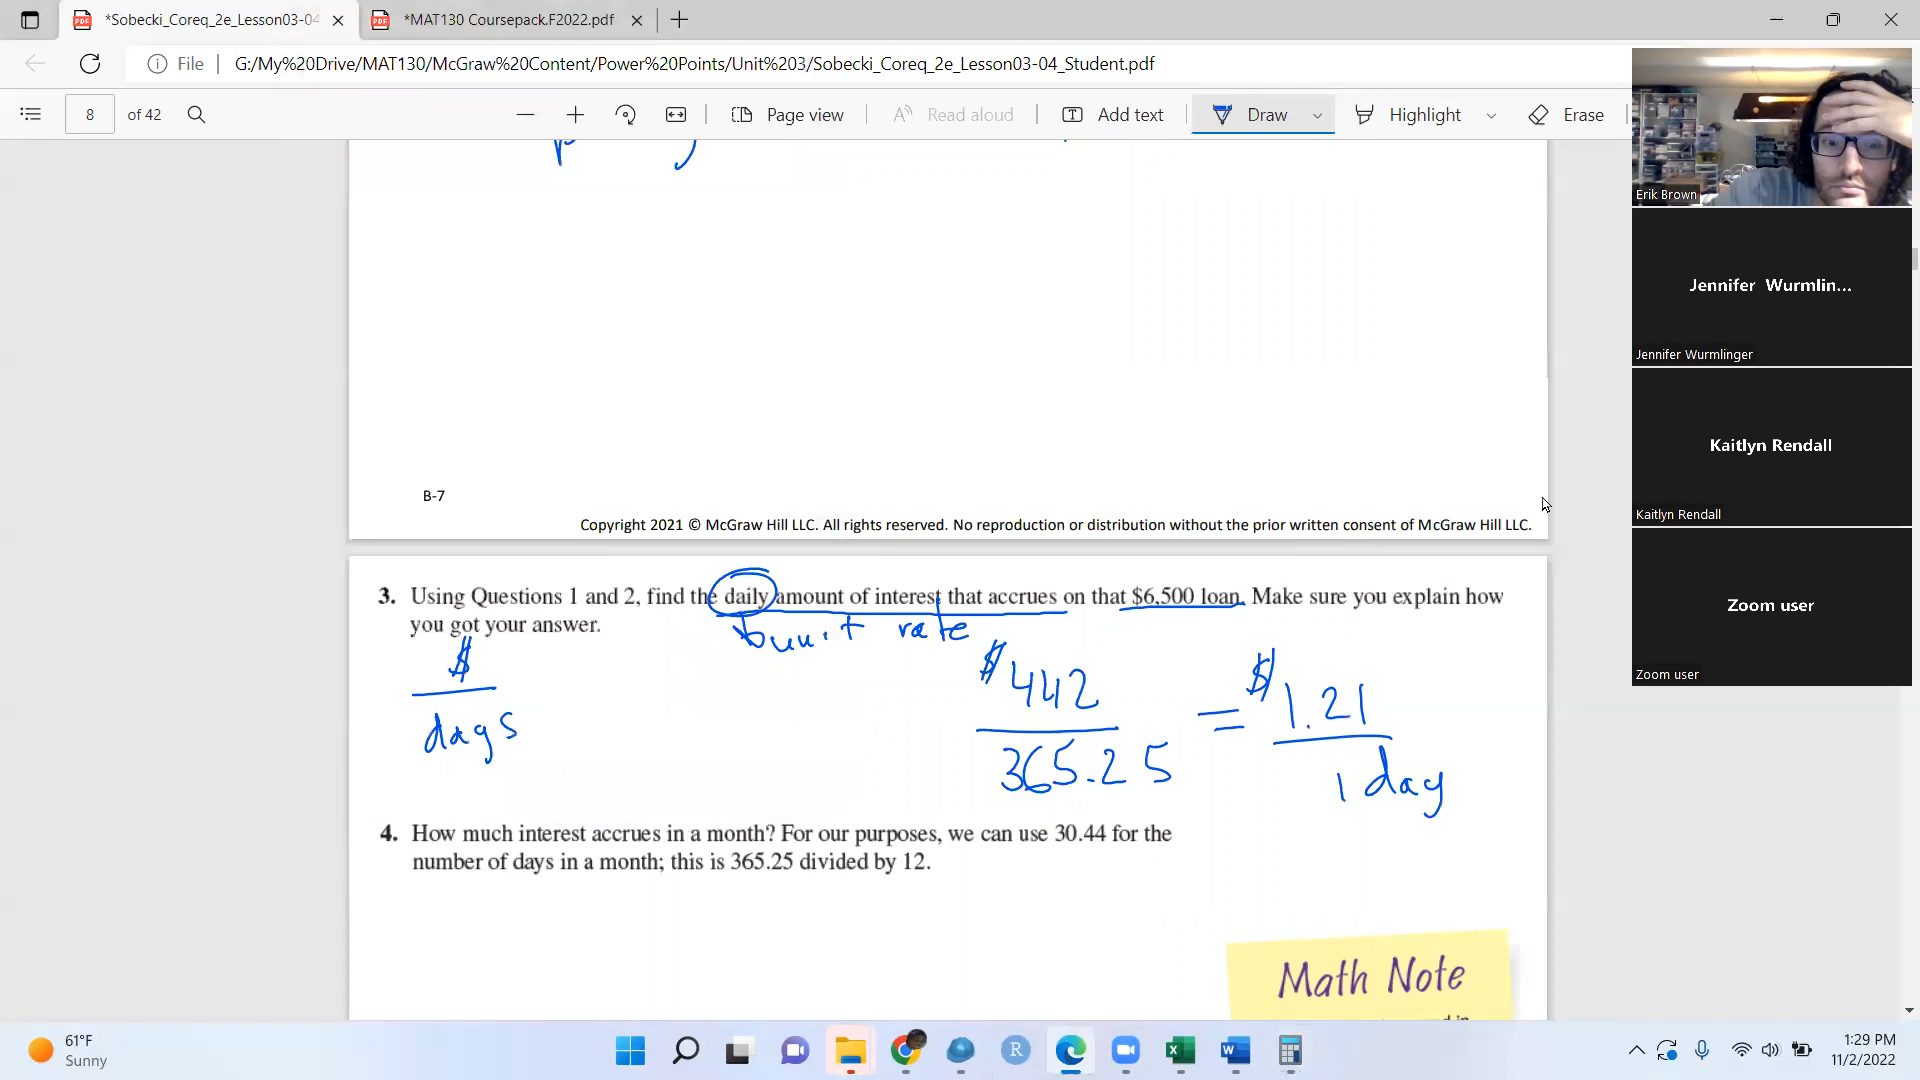 *Sobecki_Coreq_2e_Lesson03-04
*MAT130 Coursepack.F2022.pdf
File
G:/My%20Drive/MAT130/McGraw%20Content/Power%20Points/Unit%203/Sobecki_Coreq_2e_Lesson03-04_Student.pdf
8 of 42
Page view
Read aloud
Add text
Draw
Highlight
Erase
Erik Brown
Jennifer Wurmlin...
Jennifer Wurmlinger
Kaitlyn Rendall
Kaitlyn Rendall
Zoom user
Zoom user
B-7
Copyright 2021 © McGraw Hill LLC. All rights reserved. No reproduction or distribution without the prior written consent of McGraw Hill LLC.
3. Using Questions 1 and 2, find the daily amount of interest that accrues on that $6,500 loan. Make sure you explain how
you got your answer.
unit rate
$
days
$442
365.25
= $1.21
1 day
4. How much interest accrues in a month? For our purposes, we can use 30.44 for the
number of days in a month; this is 365.25 divided by 12.
Math Note
61°F
Sunny
1:29 PM
11/2/2022